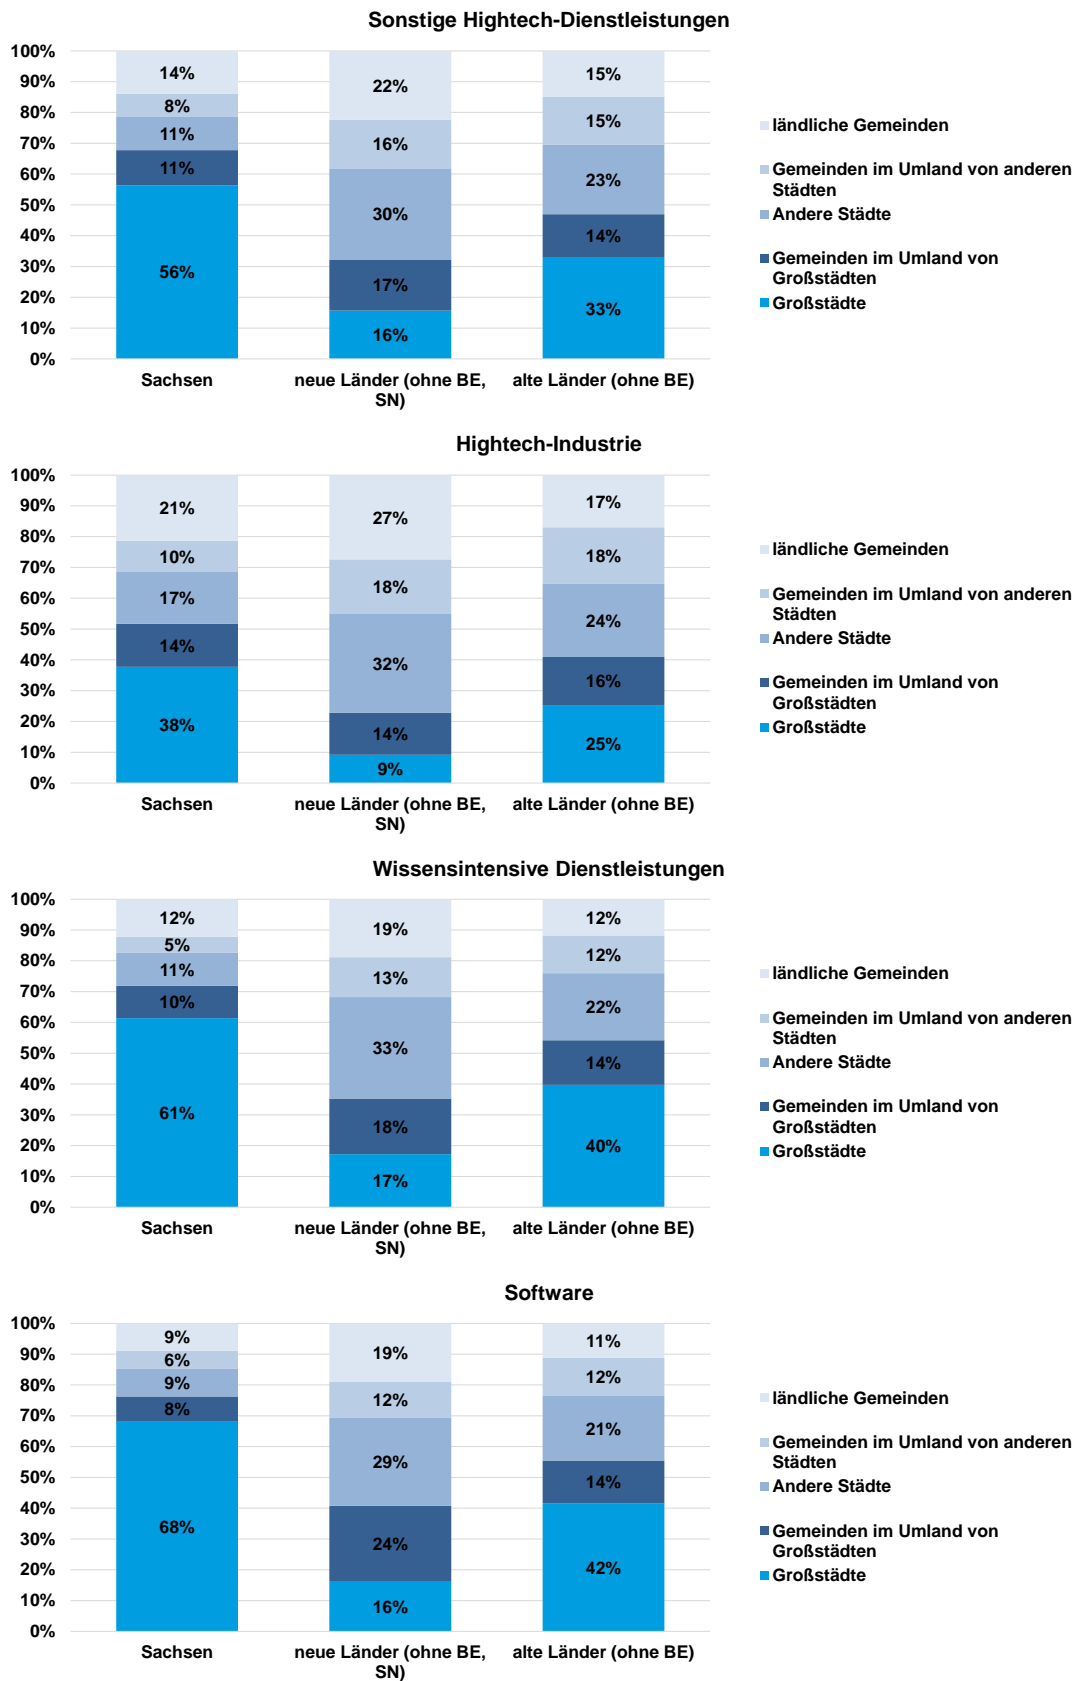 Sonstige Hightech-Dienstleistungen
100%
90%
80%
70%
60%
50%
40%
30%
20%
10%
0%
14%
8%
11%
11%
56%
22%
16%
30%
17%
16%
15%
15%
23%
14%
33%
Sachsen
neue Länder (ohne BE,
SN)
alte Länder (ohne BE)
ländliche Gemeinden
Gemeinden im Umland von anderen
Städten
Andere Städte
Gemeinden im Umland von
Großstädten
Großstädte
Hightech-Industrie
100%
90%
80%
70%
60%
50%
40%
30%
20%
10%
0%
21%
10%
17%
14%
38%
27%
18%
32%
14%
9%
17%
18%
24%
16%
25%
Sachsen
neue Länder (ohne BE,
SN)
alte Länder (ohne BE)
ländliche Gemeinden
Gemeinden im Umland von anderen
Städten
Andere Städte
Gemeinden im Umland von
Großstädten
Großstädte
Wissensintensive Dienstleistungen
100%
90%
80%
70%
60%
50%
40%
30%
20%
10%
0%
12%
5%
11%
10%
61%
19%
13%
33%
18%
17%
12%
12%
22%
14%
40%
Sachsen
neue Länder (ohne BE,
SN)
alte Länder (ohne BE)
ländliche Gemeinden
Gemeinden im Umland von anderen
Städten
Andere Städte
Gemeinden im Umland von
Großstädten
Großstädte
Software
100%
90%
80%
70%
60%
50%
40%
30%
20%
10%
0%
9%
6%
9%
8%
68%
19%
12%
29%
24%
16%
11%
12%
21%
14%
42%
Sachsen
neue Länder (ohne BE,
SN)
alte Länder (ohne BE)
ländliche Gemeinden
Gemeinden im Umland von anderen
Städten
Andere Städte
Gemeinden im Umland von
Großstädten
Großstädte